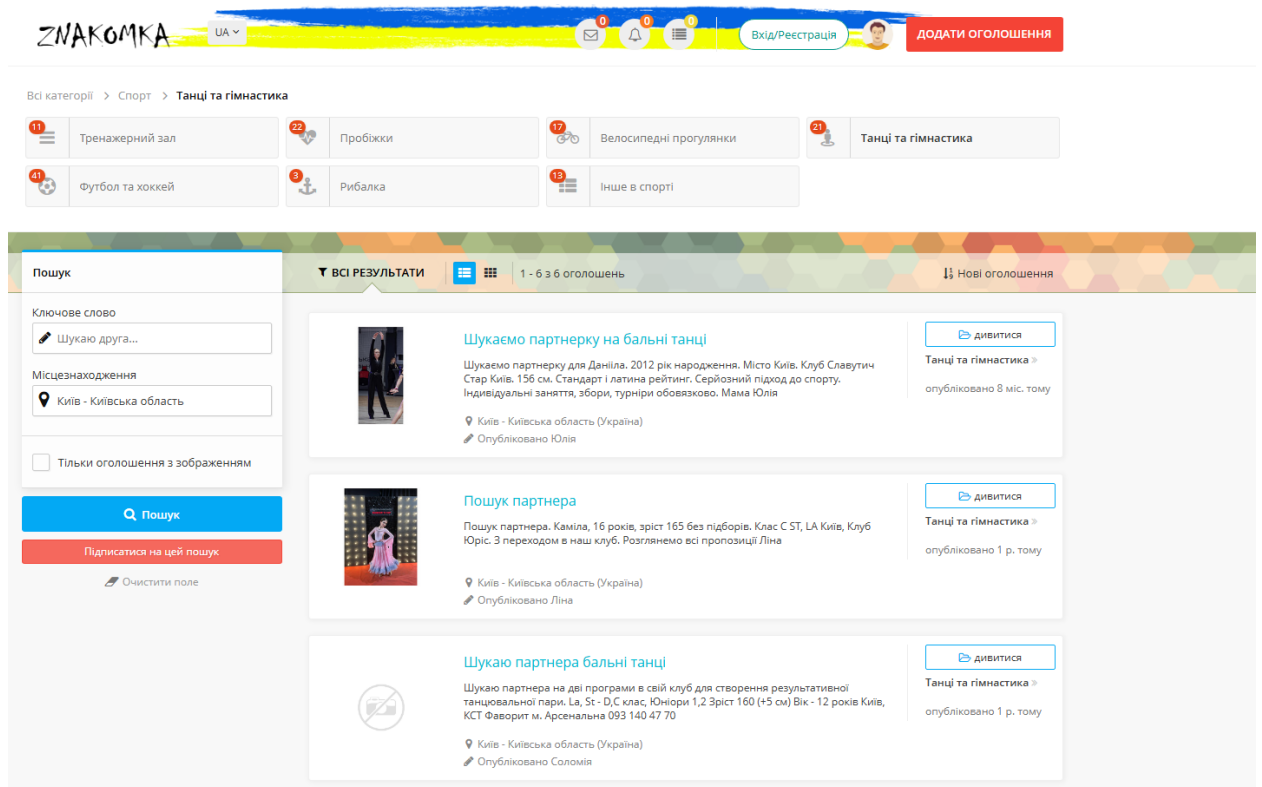 ZNAKOMKA
UA
0
0
0
Вхід/Реєстрація
ДОДАТИ ОГОЛОШЕННЯ
Всі категорії > Спорт > Танці та гімнастика
11
Тренажерний зал
22
Пробіжки
17
Велосипедні прогулянки
21
Танці та гімнастика
41
Футбол та хоккей
3
Рибалка
13
Інше в спорті
Пошук
Ключове слово
Шукаю друга...
Місцезнаходження
Київ - Київська область
Тільки оголошення з зображенням
Пошук
Підписатися на цей пошук
Очистити поле
ВСІ РЕЗУЛЬТАТИ
1 - 6 з 6 оголошень
Нові оголошення
Шукаємо партнерку на бальні танці
Шукаємо партнерку для Данііла. 2012 рік народження. Місто Київ. Клуб Славутич
Стар Київ. 156 см. Стандарт і латина рейтинг. Серйозний підход до спорту.
Індивідуальні заняття, збори, турніри обовязково. Мама Юлія
Київ - Київська область (Україна)
Опубліковано Юлія
дивитися
Танці та гімнастика »
опубліковано 8 міс. тому
Пошук партнера
Пошук партнера. Каміла, 16 років, зріст 165 без підборів. Клас С ST, LA Київ, Клуб
Юріс. З переходом в наш клуб. Розглянемо всі пропозиції Ліна
Київ - Київська область (Україна)
Опубліковано Ліна
дивитися
Танці та гімнастика »
опубліковано 1 р. тому
Шукаю партнера бальні танці
Шукаю партнера на дві програми в свій клуб для створення результативної
танцювальної пари. La, St - D,C клас, Юніори 1,2 Зріст 160 (+5 см) Вік - 12 років Київ,
КСТ Фаворит м. Арсенальна 093 140 47 70
Київ - Київська область (Україна)
Опубліковано Соломія
дивитися
Танці та гімнастика »
опубліковано 1 р. тому